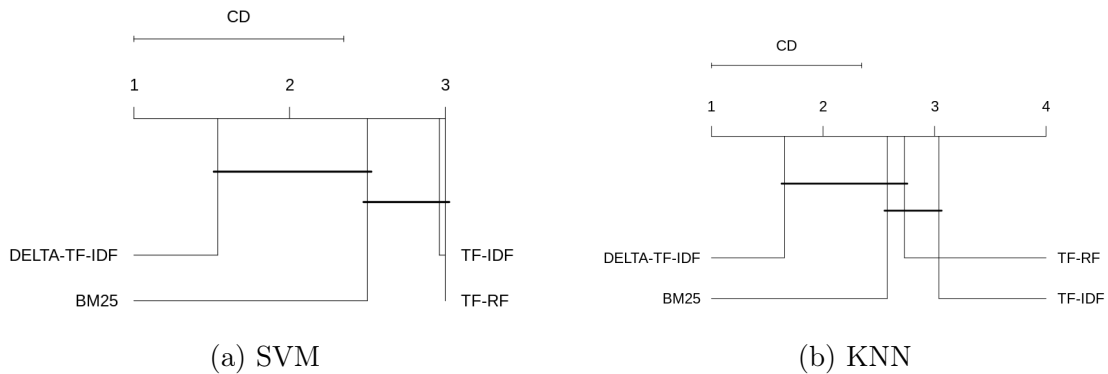 CD
1 2 3
DELTA-TF-IDF TF-IDF
BM25 TF-RF
(a) SVM
CD
1 2 3 4
DELTA-TF-IDF TF-RF
BM25 TF-IDF
(b) KNN